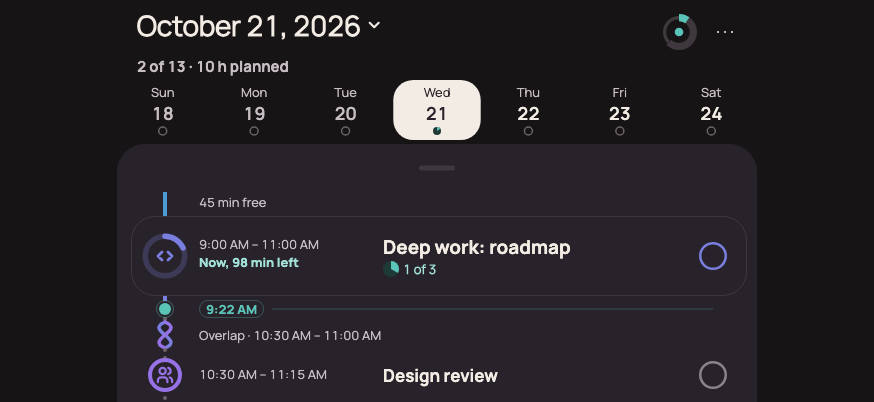 October 21, 2026
2 of 13 · 10 h planned
Sun Mon Tue Wed Thu Fri Sat
18 19 20 21 22 23 24
45 min free
9:00 AM – 11:00 AM
Deep work: roadmap
Now, 98 min left
1 of 3
9:22 AM
Overlap · 10:30 AM – 11:00 AM
10:30 AM – 11:15 AM
Design review